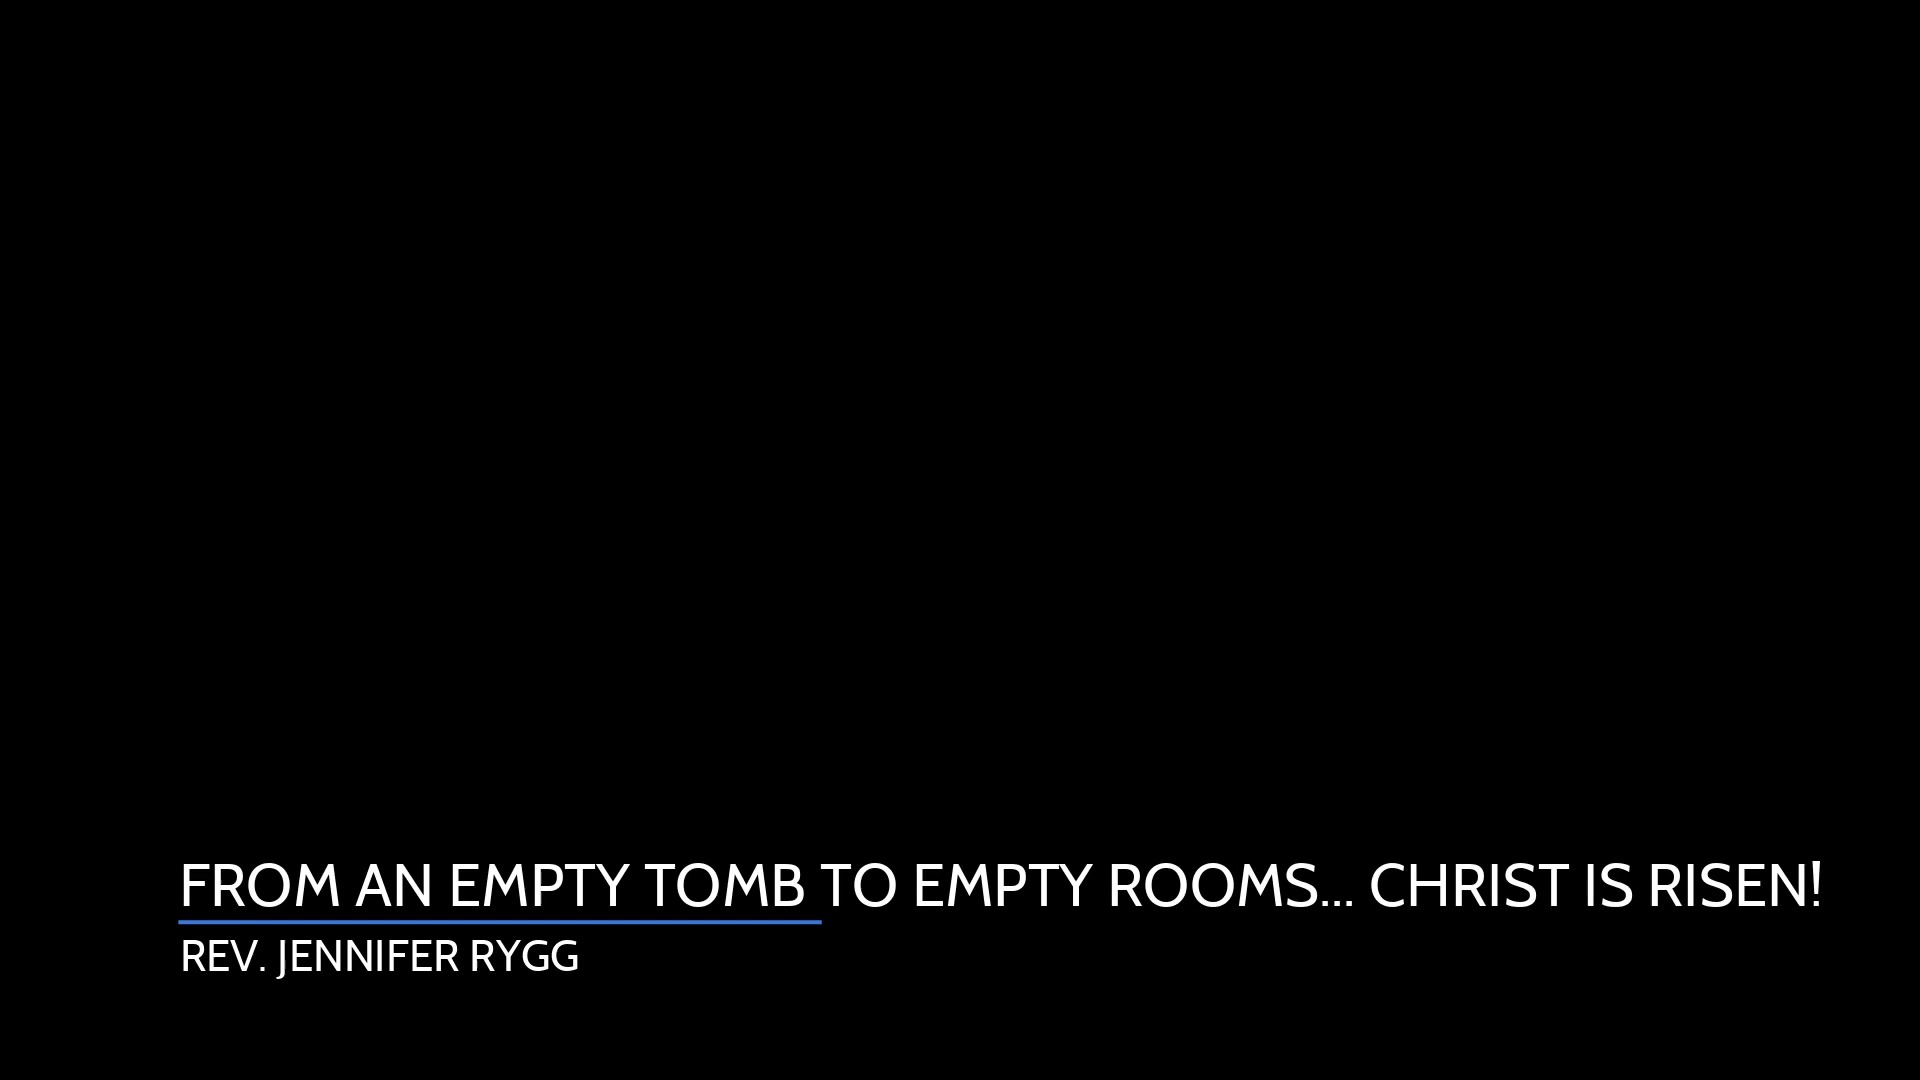 FROM AN EMPTY TOMB TO EMPTY ROOMS... CHRIST IS RISEN!
REV. JENNIFER RYGG